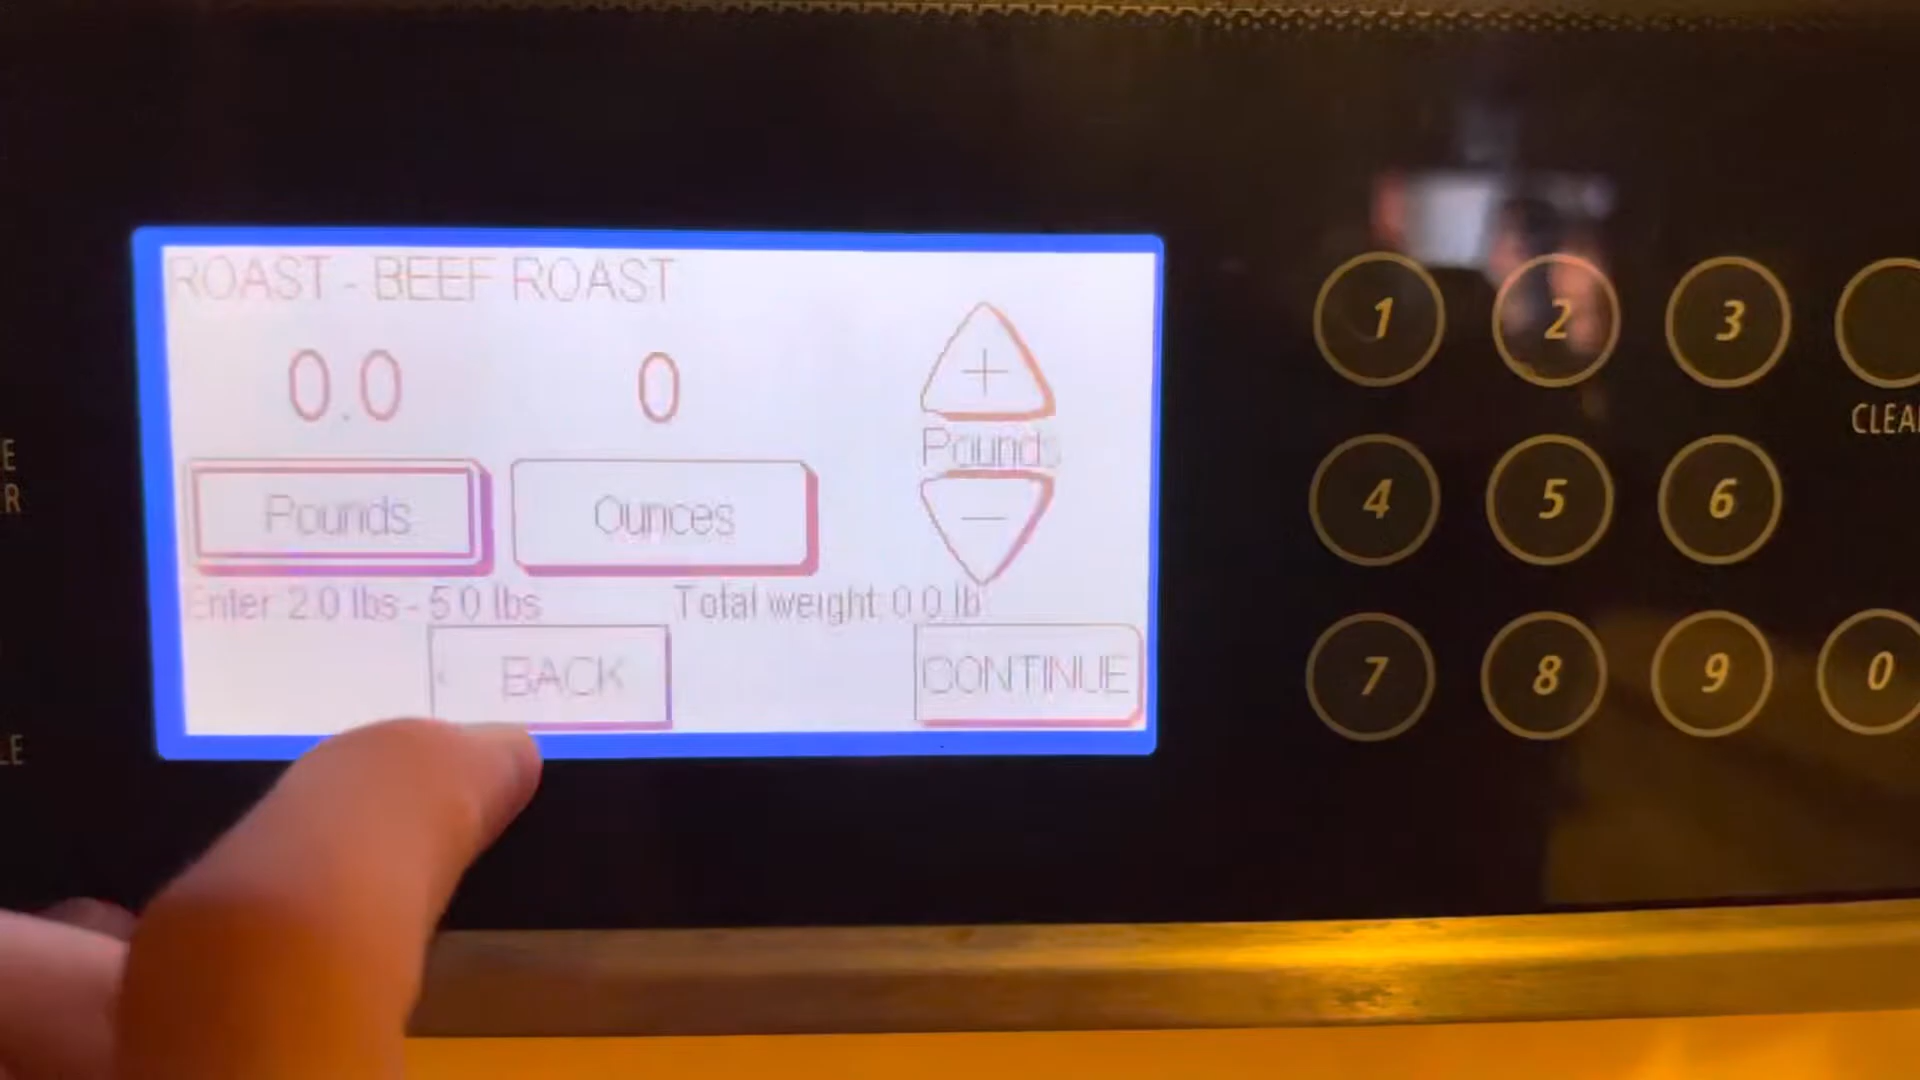 ROAST - BEEF ROAST
0.0 0
+
Pounds
Pounds Ounces
-
Enter 2.0 lbs - 5.0 lbs Total weight 0.0 lb
BACK CONTINUE
1 2 3
CLEA
4 5 6
7 8 9 0
E
R
LE